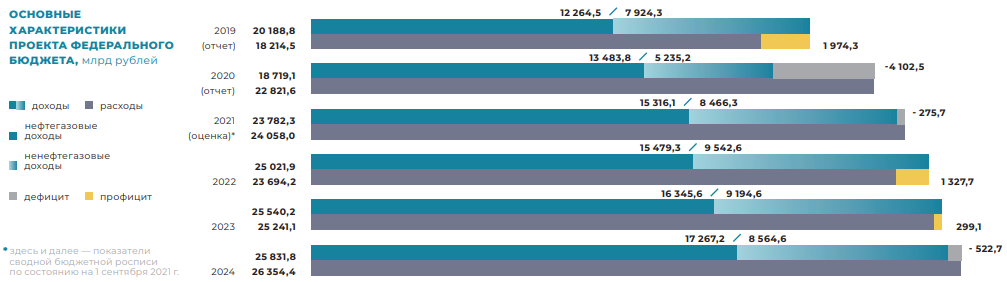 ОСНОВНЫЕ
ХАРАКТЕРИСТИКИ
ПРОЕКТА ФЕДЕРАЛЬНОГО
БЮДЖЕТА, млрд рублей
доходы
расходы
нефтегазовые
доходы
ненефтегазовые
доходы
дефицит
профицит
* здесь и далее — показатели
сводной бюджетной росписи
по состоянию на 1 сентября 2021 г.
12 264,5 / 7 924,3
2019 20 188,8
(отчет) 18 214,5
1 974,3
13 483,8 / 5 235,2
-4 102,5
2020 18 719,1
(отчет) 22 821,6
15 316,1 / 8 466,3
- 275,7
2021 23 782,3
(оценка)* 24 058,0
15 479,3 / 9 542,6
25 021,9
2022 23 694,2
1 327,7
16 345,6 / 9 194,6
25 540,2
2023 25 241,1
299,1
17 267,2 / 8 564,6
- 522,7
25 831,8
2024 26 354,4